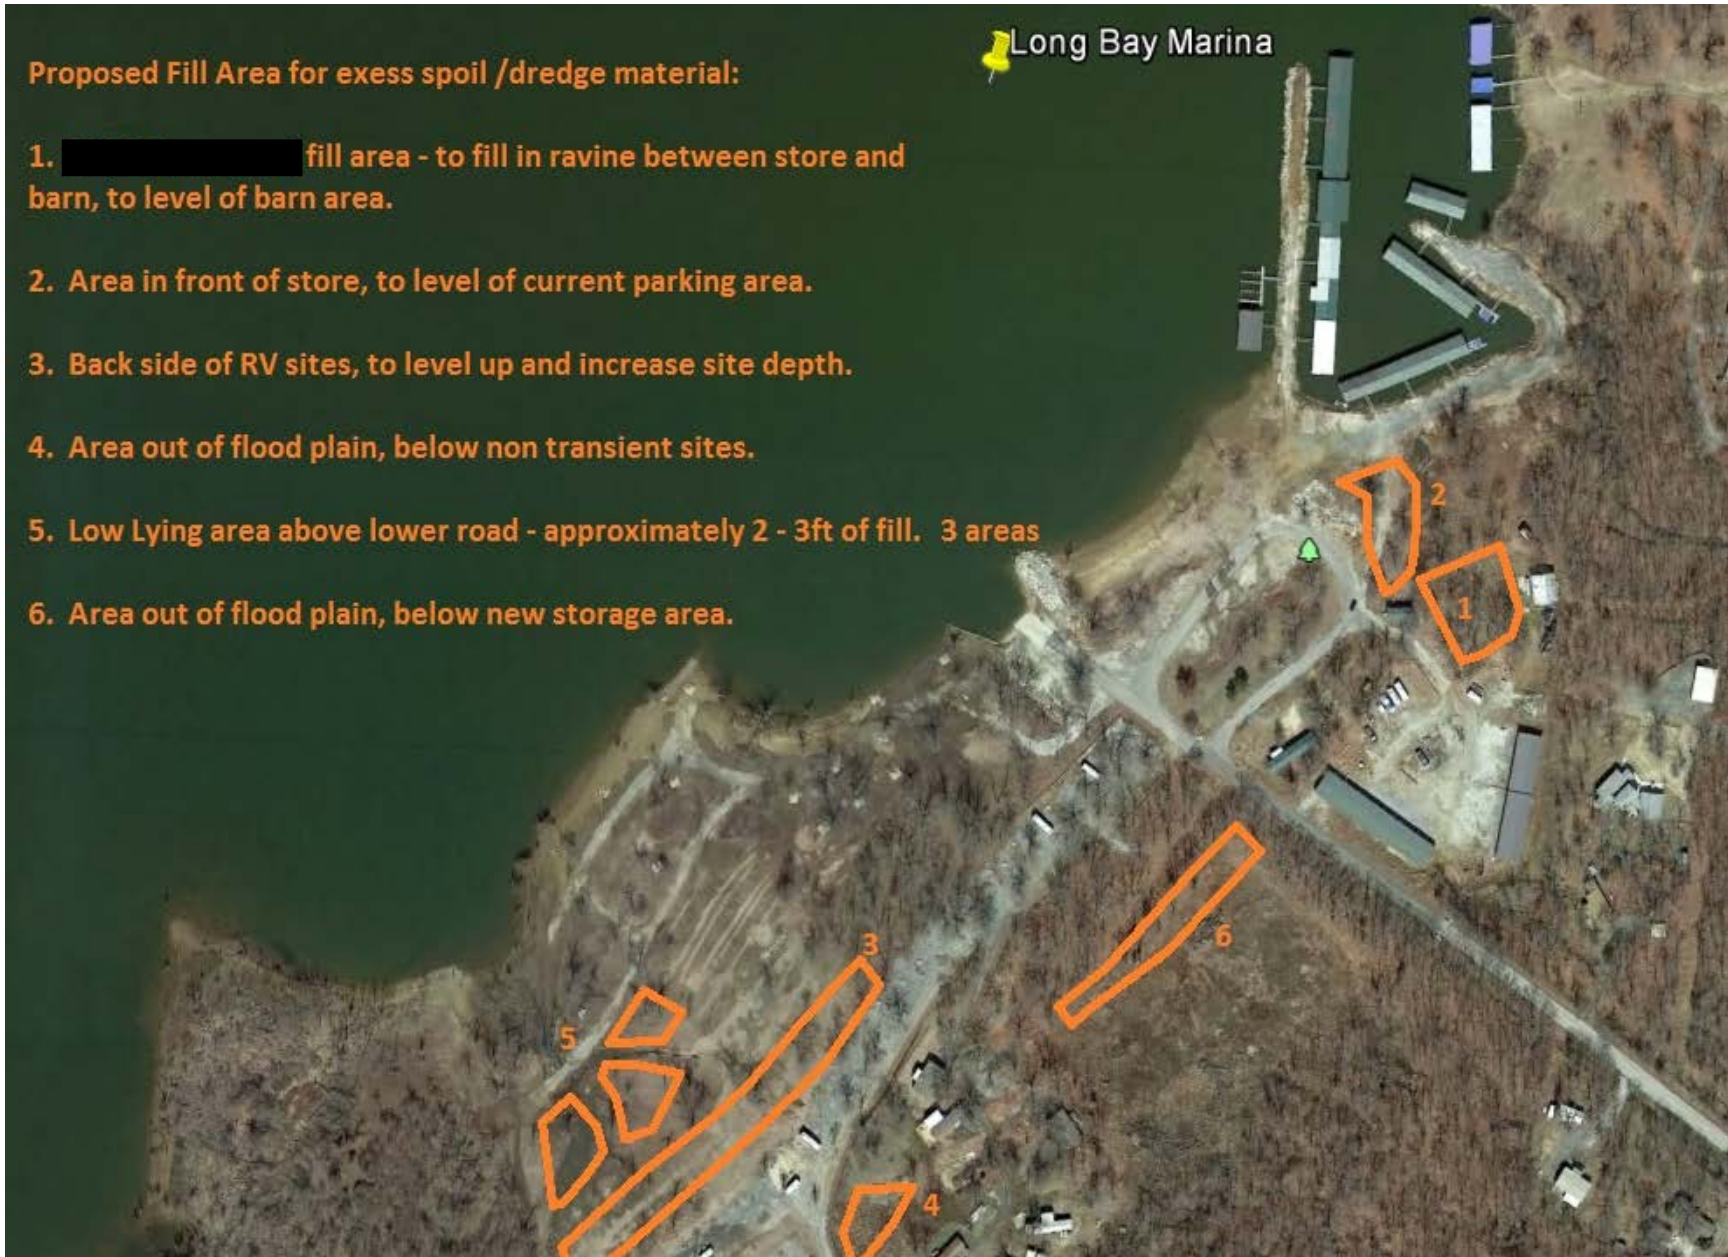 Long Bay Marina
Proposed Fill Area for exess spoil /dredge material:
1. fill area - to fill in ravine between store and
barn, to level of barn area.
2. Area in front of store, to level of current parking area.
3. Back side of RV sites, to level up and increase site depth.
4. Area out of flood plain, below non transient sites.
5. Low Lying area above lower road - approximately 2 - 3ft of fill. 3 areas
6. Area out of flood plain, below new storage area.
2
1
3
6
5
4